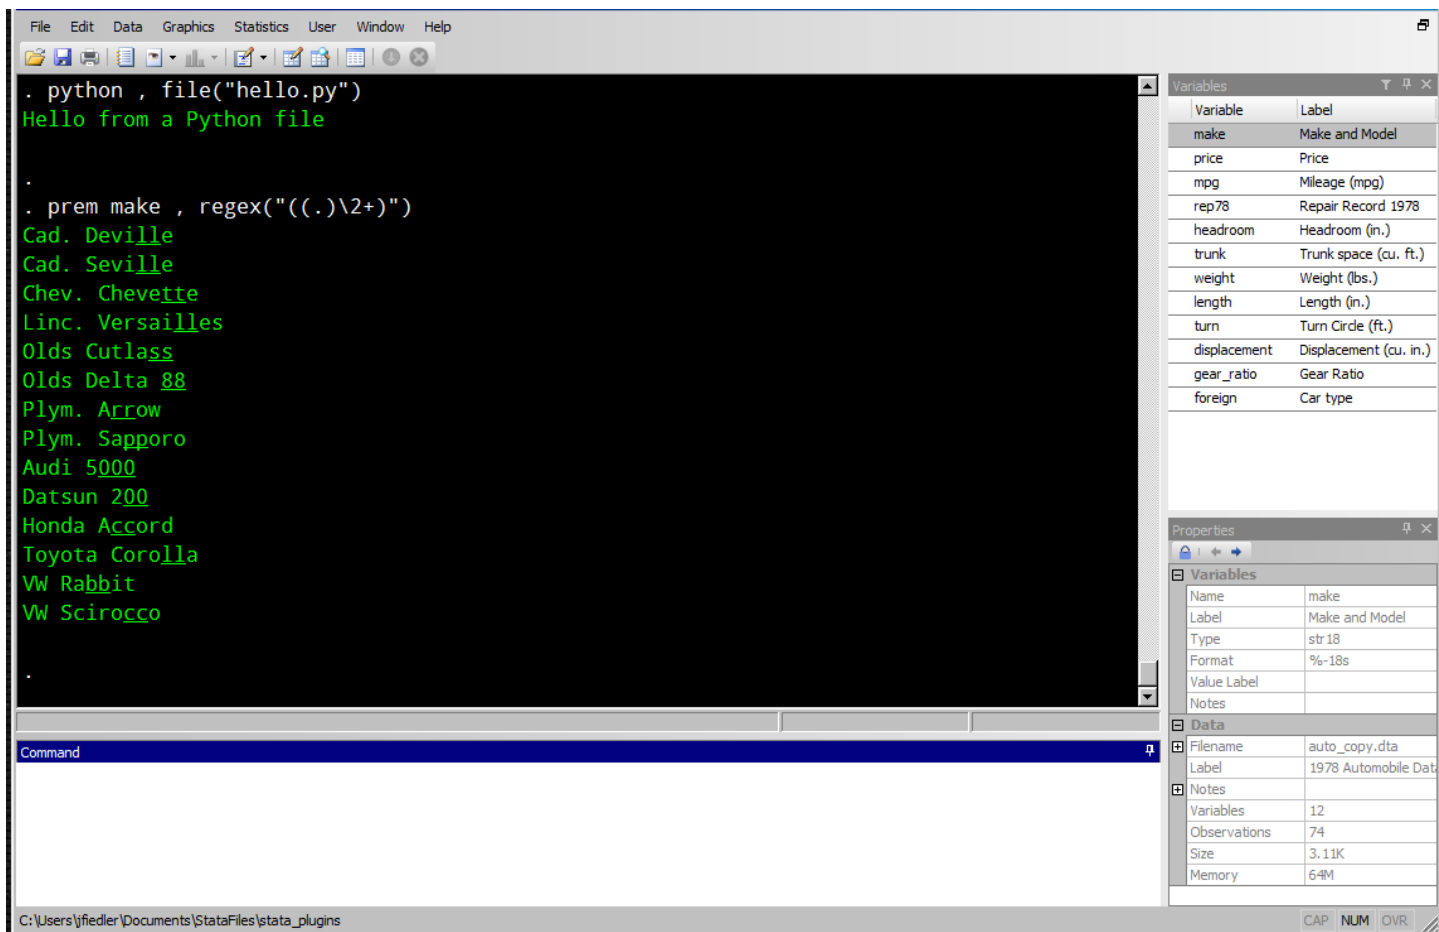 File Edit Data Graphics Statistics User Window Help
. python , file("hello.py")
Hello from a Python file
.
. prem make , regex("((.)\2+)")
Cad. Deville
Cad. Seville
Chev. Chevette
Linc. Versailles
Olds Cutlass
Olds Delta 88
Plym. Arrow
Plym. Sapporo
Audi 5000
Datsun 200
Honda Accord
Toyota Corolla
VW Rabbit
VW Scirocco
.
Command
C:\Users\jfiedler\Documents\StataFiles\stata_plugins
Variables
Variable Label
make Make and Model
price Price
mpg Mileage (mpg)
rep78 Repair Record 1978
headroom Headroom (in.)
trunk Trunk space (cu. ft.)
weight Weight (lbs.)
length Length (in.)
turn Turn Circle (ft.)
displacement Displacement (cu. in.)
gear_ratio Gear Ratio
foreign Car type
Properties
Variables
Name make
Label Make and Model
Type str18
Format %-18s
Value Label
Notes
Data
Filename auto_copy.dta
Label 1978 Automobile Dat
Notes
Variables 12
Observations 74
Size 3.11K
Memory 64M
CAP NUM OVR